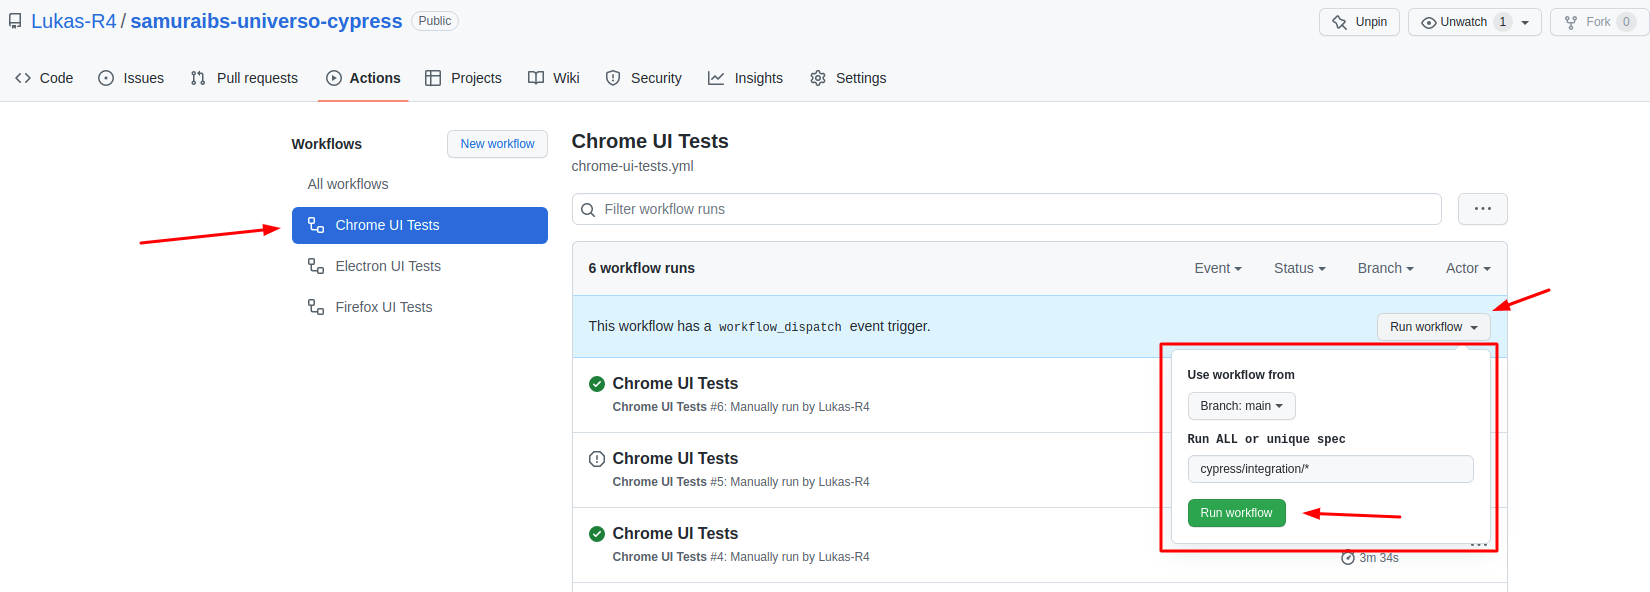 Lukas-R4 / samuraibs-universo-cypress Public
Unpin Unwatch 1 Fork 0
Code Issues Pull requests Actions Projects Wiki Security Insights Settings
Workflows
New workflow
All workflows
Chrome UI Tests
Electron UI Tests
Firefox UI Tests
Chrome UI Tests
chrome-ui-tests.yml
Filter workflow runs
6 workflow runs
Event Status Branch Actor
This workflow has a workflow_dispatch event trigger.
Run workflow
Use workflow from
Branch: main
Run ALL or unique spec
cypress/integration/*
Run workflow
Chrome UI Tests
Chrome UI Tests #6: Manually run by Lukas-R4
Chrome UI Tests
Chrome UI Tests #5: Manually run by Lukas-R4
Chrome UI Tests
Chrome UI Tests #4: Manually run by Lukas-R4
3m 34s